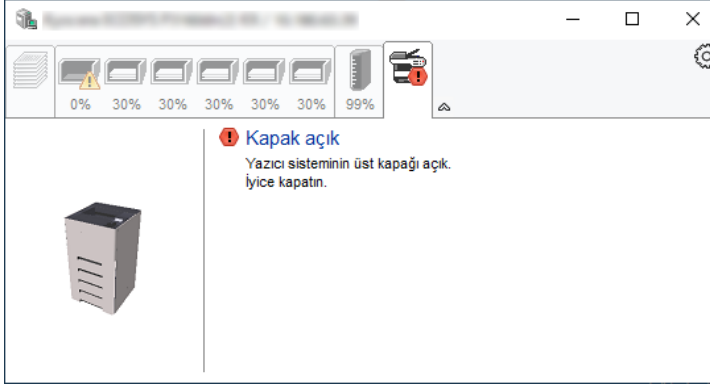 0%
30%
30%
30%
30%
30%
99%
Kapak açık
Yazıcı sisteminin üst kapağı açık.
İyice kapatın.